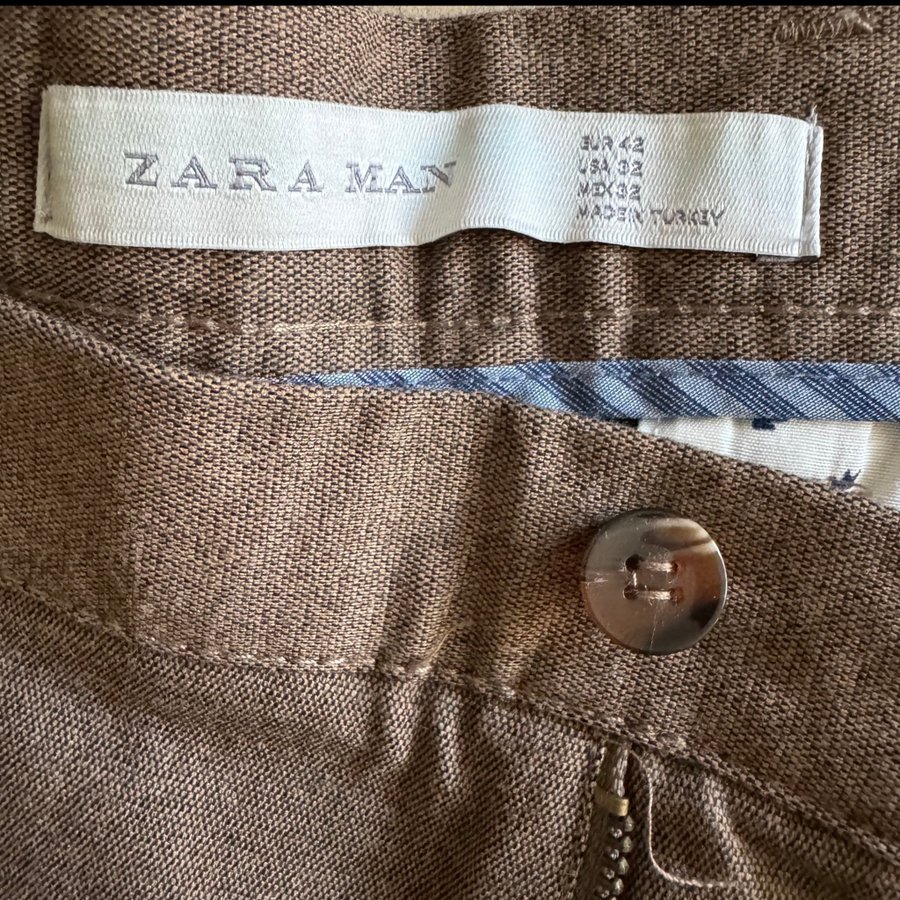 ZARA MAN
EUR 42
USA 32
MEX 32
MADE IN TURKEY